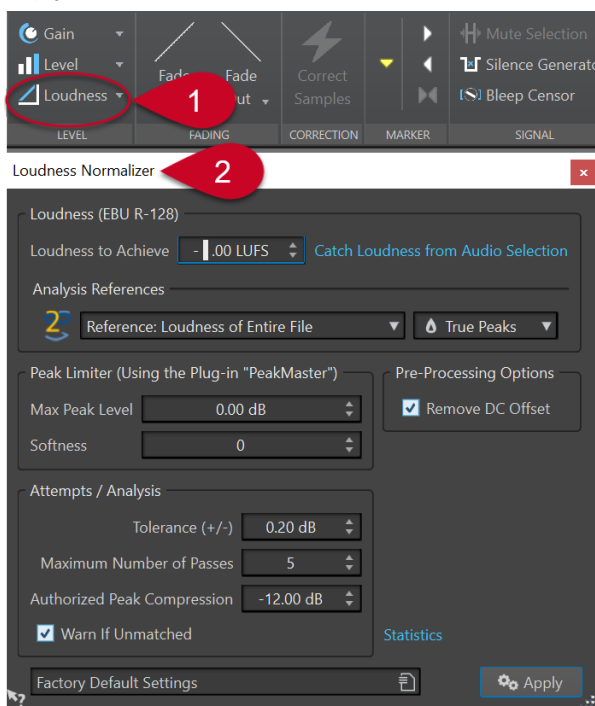 Gain
Level Fade Fade Correct Mute Selection
Loudness 1 ut Samples Silence Generato
Bleep Censor
LEVEL FADING CORRECTION MARKER SIGNAL
Loudness Normalizer 2
Loudness (EBU R-128)
Loudness to Achieve - .00 LUFS Catch Loudness from Audio Selection
Analysis References
2 Reference: Loudness of Entire File True Peaks
Peak Limiter (Using the Plug-in "PeakMaster") Pre-Processing Options
Max Peak Level 0.00 dB Remove DC Offset
Softness 0
Attempts / Analysis
Tolerance (+/-) 0.20 dB
Maximum Number of Passes 5
Authorized Peak Compression -12.00 dB
Warn If Unmatched Statistics
Factory Default Settings Apply